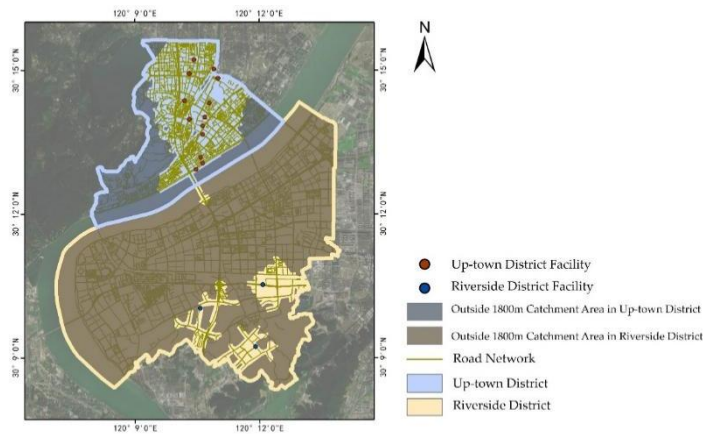 120° 9'0"E 120° 12'0"E
N
30° 15'0"N 30° 15'0"N
30° 12'0"N 30° 12'0"N
30° 9'0"N 30° 9'0"N
120° 9'0"E 120° 12'0"E
Up-town District Facility
Riverside District Facility
Outside 1800m Catchment Area in Up-town District
Outside 1800m Catchment Area in Riverside District
Road Network
Up-town District
Riverside District